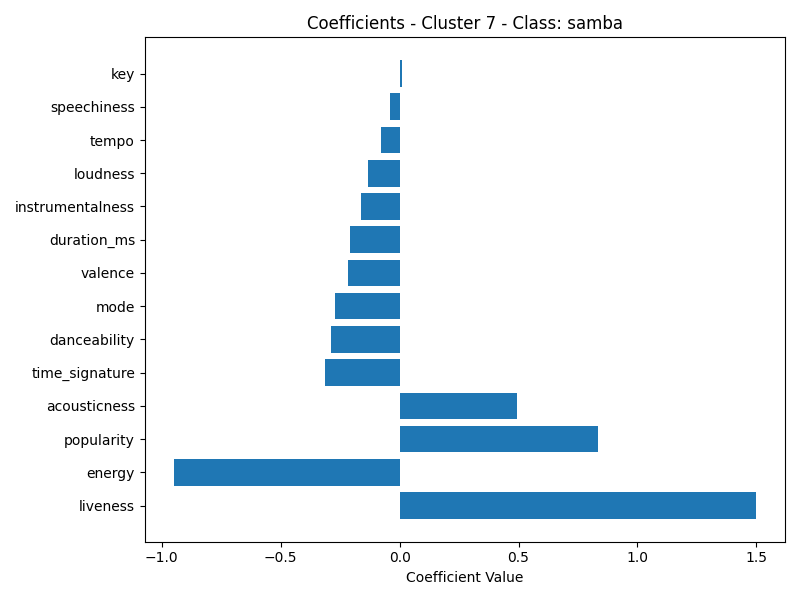 Coefficients - Cluster 7 - Class: samba
key
speechiness
tempo
loudness
instrumentalness
duration_ms
valence
mode
danceability
time_signature
acousticness
popularity
energy
liveness
−1.0 −0.5 0.0 0.5 1.0 1.5
Coefficient Value